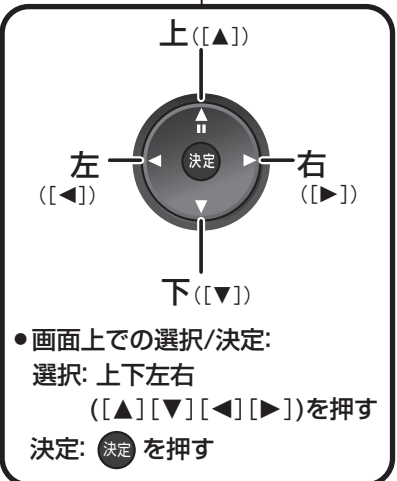 上([▲])
決定
左
([◀])
右
([▶])
下([▼])
●画面上での選択/決定:
選択: 上下左右
([▲][▼][◀][▶])を押す
決定: 決定 を押す